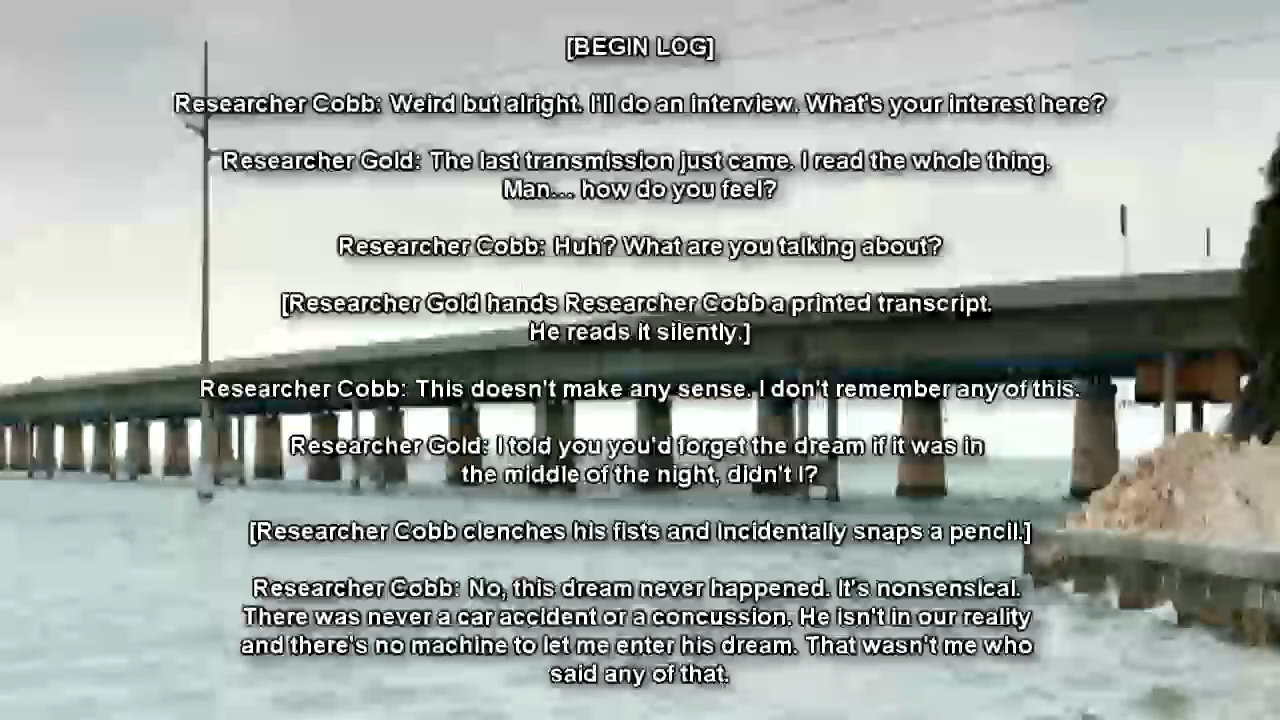 [BEGIN LOG]
Researcher Cobb: Weird but alright. I'll do an interview. What's your interest here?
Researcher Gold: The last transmission just came. I read the whole thing.
Man... how do you feel?
Researcher Cobb: Huh? What are you talking about?
[Researcher Gold hands Researcher Cobb a printed transcript.
He reads it silently.]
Researcher Cobb: This doesn't make any sense. I don't remember any of this.
Researcher Gold: I told you you'd forget the dream if it was in
the middle of the night, didn't I?
[Researcher Cobb clenches his fists and incidentally snaps a pencil.]
Researcher Cobb: No, this dream never happened. It's nonsensical.
There was never a car accident or a concussion. He isn't in our reality
and there's no machine to let me enter his dream. That wasn't me who
said any of that.